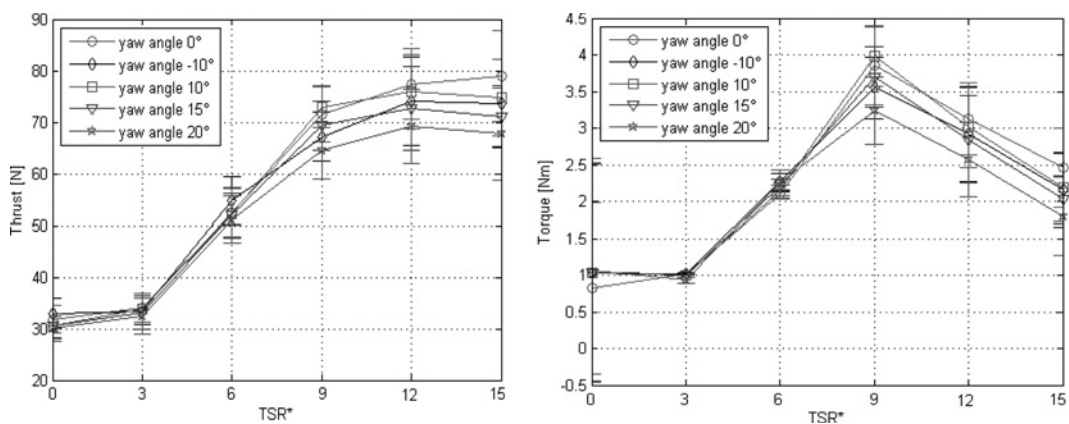 90
80
70
60
50
40
30
20
Thrust [N]
yaw angle 0°
yaw angle -10°
yaw angle 10°
yaw angle 15°
yaw angle 20°
0 3 6 9 12 15
TSR*
4.5
4
3.5
3
2.5
2
1.5
1
0.5
0
-0.5
Torque [Nm]
yaw angle 0°
yaw angle -10°
yaw angle 10°
yaw angle 15°
yaw angle 20°
0 3 6 9 12 15
TSR*